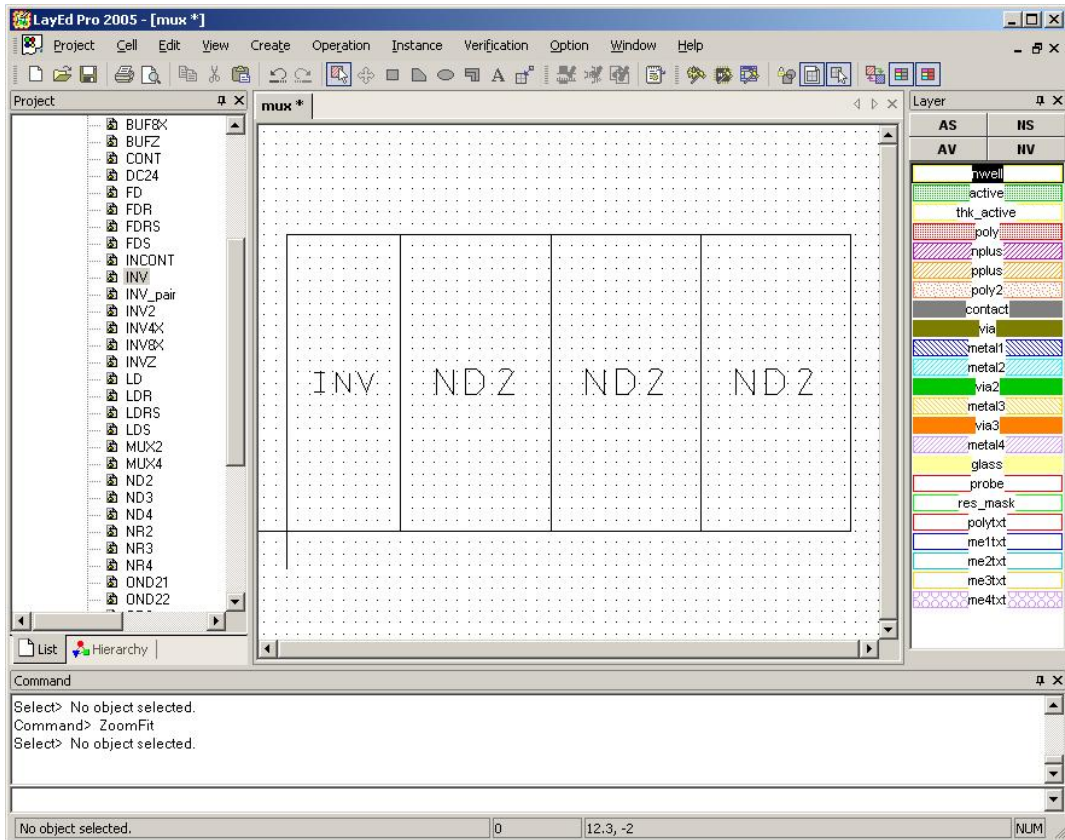 LayEd Pro 2005 - [mux *]
Project Cell Edit View Create Operation Instance Verification Option Window Help
Project
mux *
Layer
BUF8X
BUFZ
CONT
DC24
FD
FDR
FDRS
FDS
INCONT
INV
INV_pair
INV2
INV4X
INV8X
INVZ
LD
LDR
LDRS
LDS
MUX2
MUX4
ND2
ND3
ND4
NR2
NR3
NR4
OND21
OND22
List Hierarchy
INV ND2 ND2 ND2
AS NS
AV NV
nwell
active
thk_active
poly
nplus
pplus
poly2
contact
via
metal1
metal2
via2
metal3
via3
metal4
glass
probe
res_mask
polytxt
me1txt
me2txt
me3txt
me4txt
Command
Select> No object selected.
Command> ZoomFit
Select> No object selected.
No object selected. 0 12.3, -2 NUM